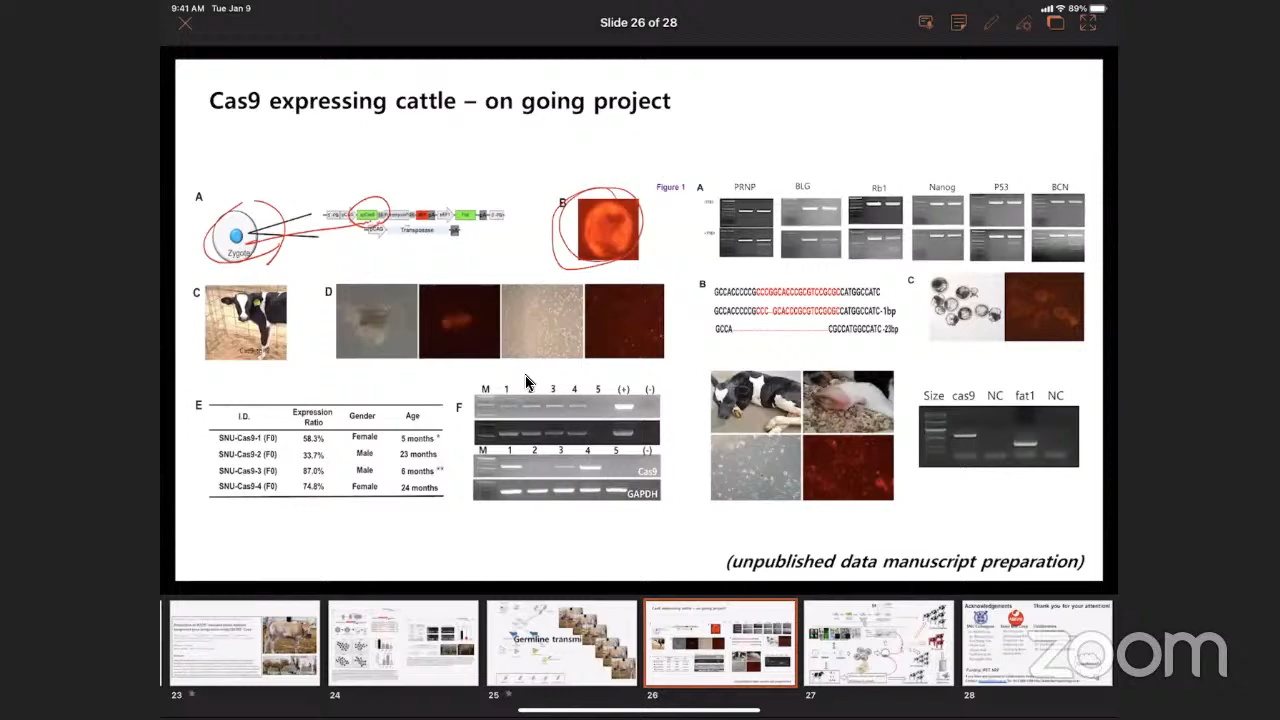 9:41 AM Tue Jan 9
89%
Slide 26 of 28
Cas9 expressing cattle – on going project
A
Zygote
Transposase
B
Figure 1
A
PRNP
BLG
Rb1
Nanog
P53
BCN
C
D
B
GCCACCCCCGCCCGGCACCCGCGTCCGCGCCATGGCCATC
GCCACCCCCGCCC-GCACCCGCGTCCGCGCCATGGCCATC -1bp
GCCA CGCCATGGCCATC -23bp
C
E
I.D. Expression Ratio Gender Age
SNU-Cas9-1 (F0) 58.3% Female 5 months *
SNU-Cas9-2 (F0) 33.7% Male 23 months
SNU-Cas9-3 (F0) 87.0% Male 6 months **
SNU-Cas9-4 (F0) 74.8% Female 24 months
F
M 1 2 3 4 5 (+) (-)
M 1 2 3 4 5 (-)
Cas9
GAPDH
Size cas9 NC fat1 NC
(unpublished data manuscript preparation)
Germline transmi
Acknowledgements
Thank you for your attention!
23
24
25
26
27
28
zoom